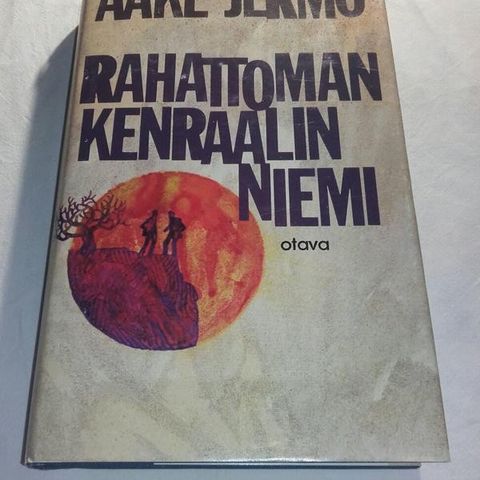 AAKE JERMO
RAHATTOMAN
KENRAALIN
NIEMI
otava